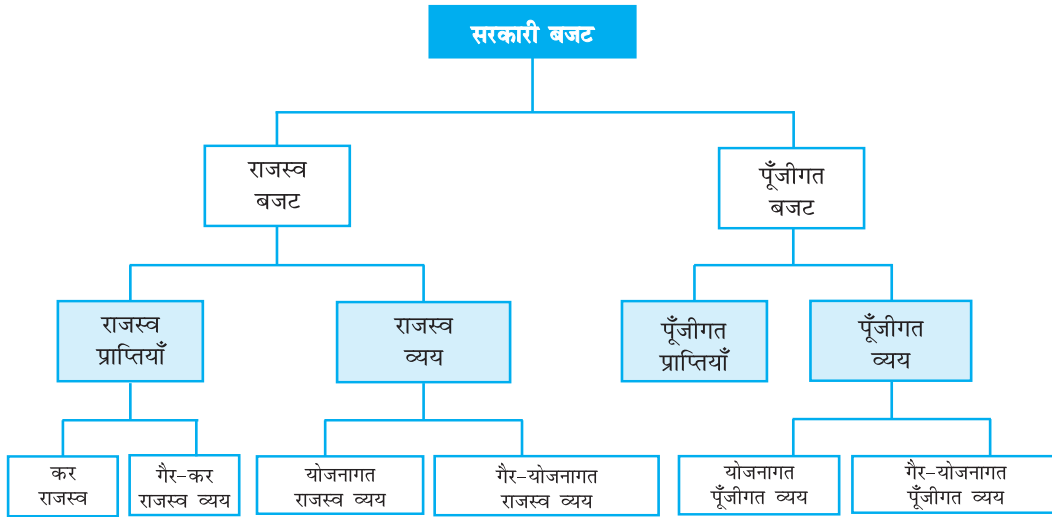 सरकारी बजट
राजस्व
बजट
पूँजीगत
बजट
राजस्व
प्राप्तियाँ
राजस्व
व्यय
पूँजीगत
प्राप्तियाँ
पूँजीगत
व्यय
कर
राजस्व
गैर-कर
राजस्व व्यय
योजनागत
राजस्व व्यय
गैर-योजनागत
राजस्व व्यय
योजनागत
पूँजीगत व्यय
गैर-योजनागत
पूँजीगत व्यय